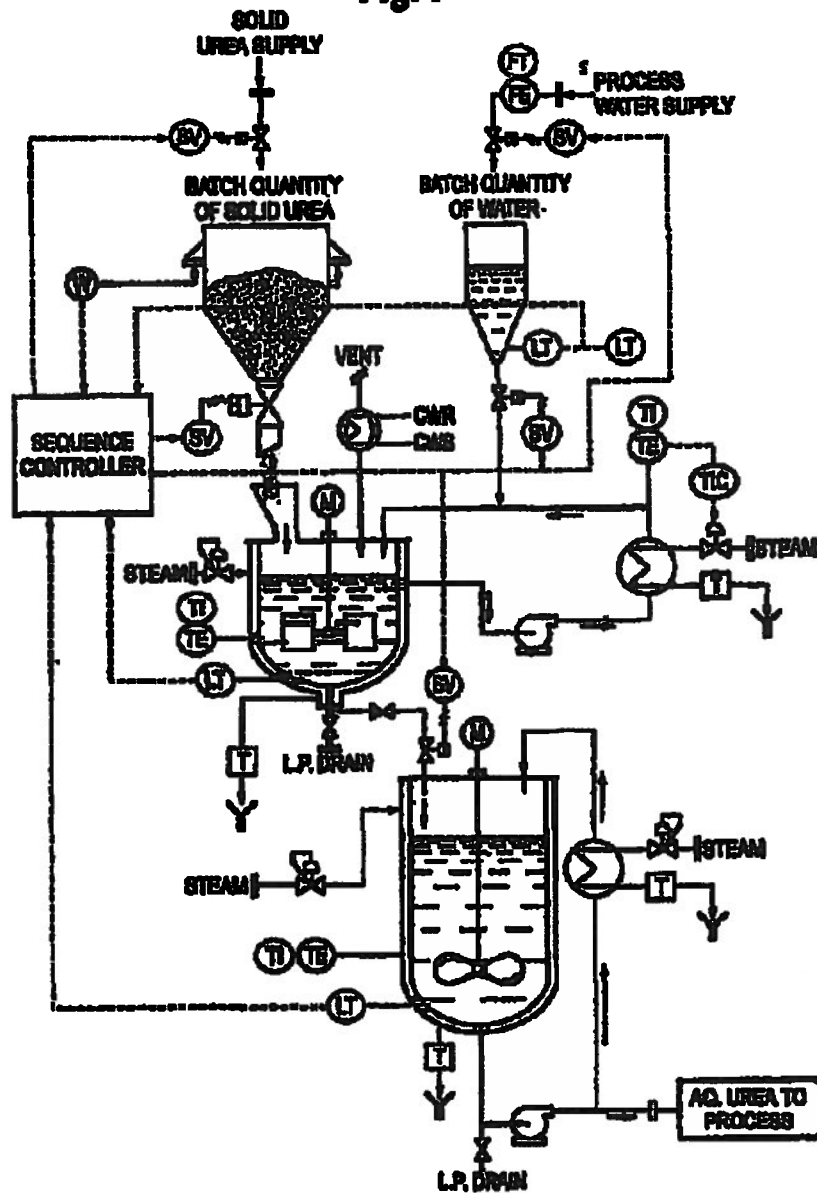 SOLID
UREA SUPPLY
FT
FE
PROCESS
WATER SUPPLY
SV
SV
BATCH QUANTITY
OF SOLID UREA
BATCH QUANTITY
OF WATER
W
LT
LT
VENT
CWR
CWS
SV
SV
TI
TE
TIC
SEQUENCE
CONTROLLER
M
STEAM
STEAM
T
TI
TE
LT
SV
T
L.P. DRAIN
M
STEAM
STEAM
T
TI
TE
LT
T
AQ. UREA TO
PROCESS
L.P. DRAIN